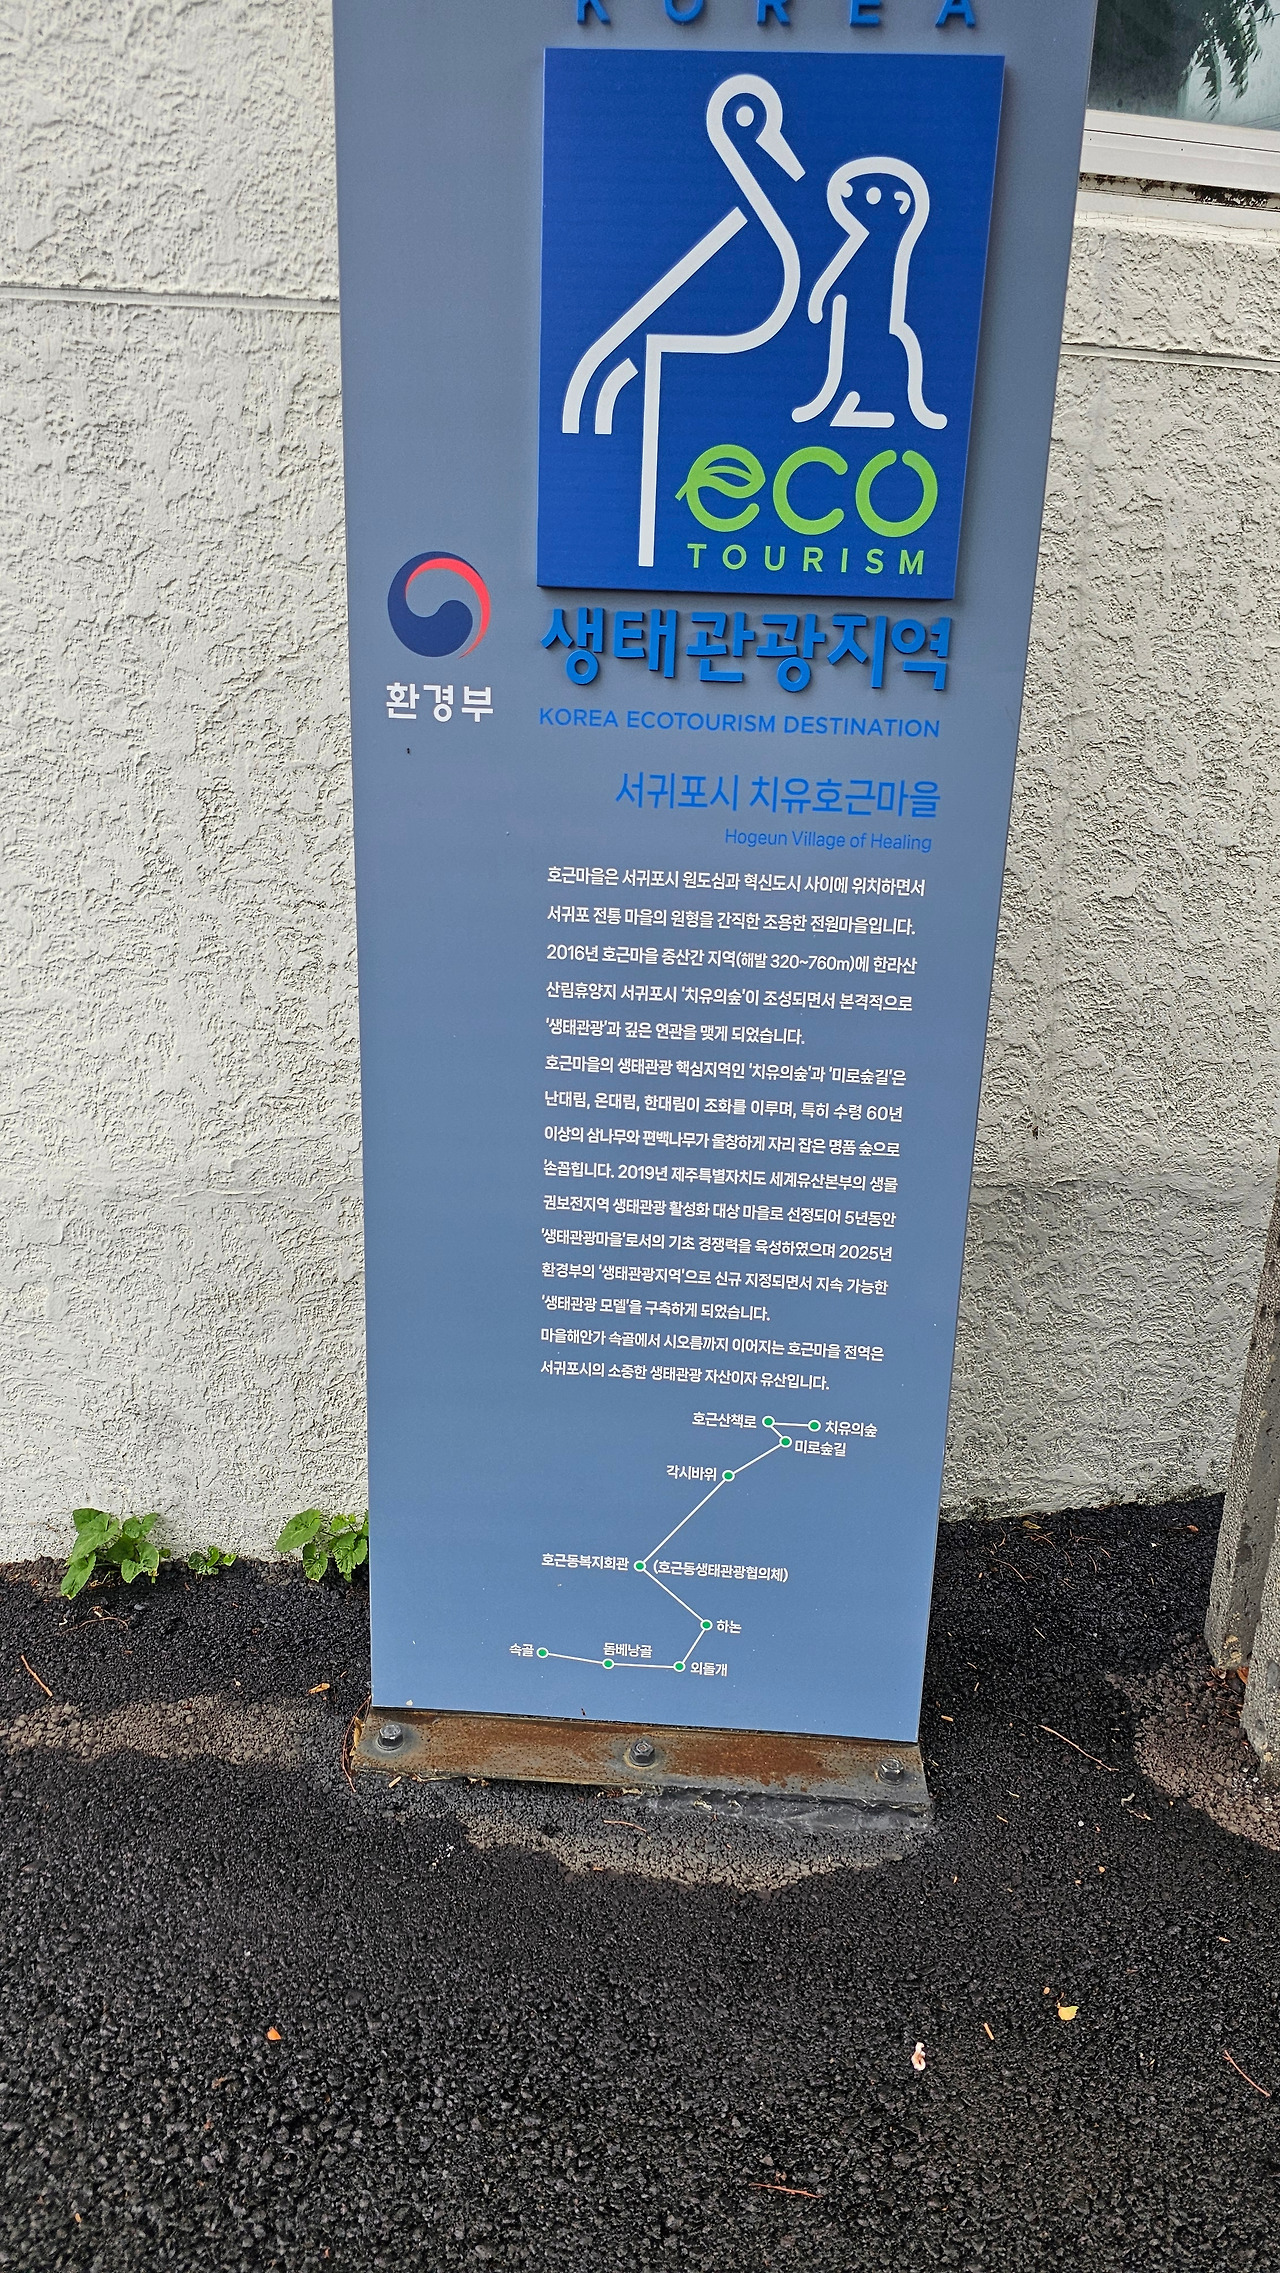 KOREA
eco
TOURISM
환경부
생태관광지역
KOREA ECOTOURISM DESTINATION
서귀포시 치유호근마을
Hogeun Village of Healing
호근마을은 서귀포시 원도심과 혁신도시 사이에 위치하면서
서귀포 전통 마을의 원형을 간직한 조용한 전원마을입니다.
2016년 호근마을 중산간 지역(해발 320~760m)에 한라산
산림휴양지 서귀포시 '치유의숲'이 조성되면서 본격적으로
'생태관광'과 깊은 연관을 맺게 되었습니다.
호근마을의 생태관광 핵심지역인 '치유의숲'과 '미로숲길'은
난대림, 온대림, 한대림이 조화를 이루며, 특히 수령 60년
이상의 삼나무와 편백나무가 울창하게 자리 잡은 명품 숲으로
손꼽힙니다. 2019년 제주특별자치도 세계유산본부의 생물
권보전지역 생태관광 활성화 대상 마을로 선정되어 5년동안
'생태관광마을'로서의 기초 경쟁력을 육성하였으며 2025년
환경부의 '생태관광지역'으로 신규 지정되면서 지속 가능한
'생태관광 모델'을 구축하게 되었습니다.
마을해안가 속골에서 시오름까지 이어지는 호근마을 전역은
서귀포시의 소중한 생태관광 자산이자 유산입니다.
호근산책로
치유의숲
미로숲길
각시바위
호근동복지회관 (호근동생태관광협의체)
하논
속골
돔베낭골
외돌개